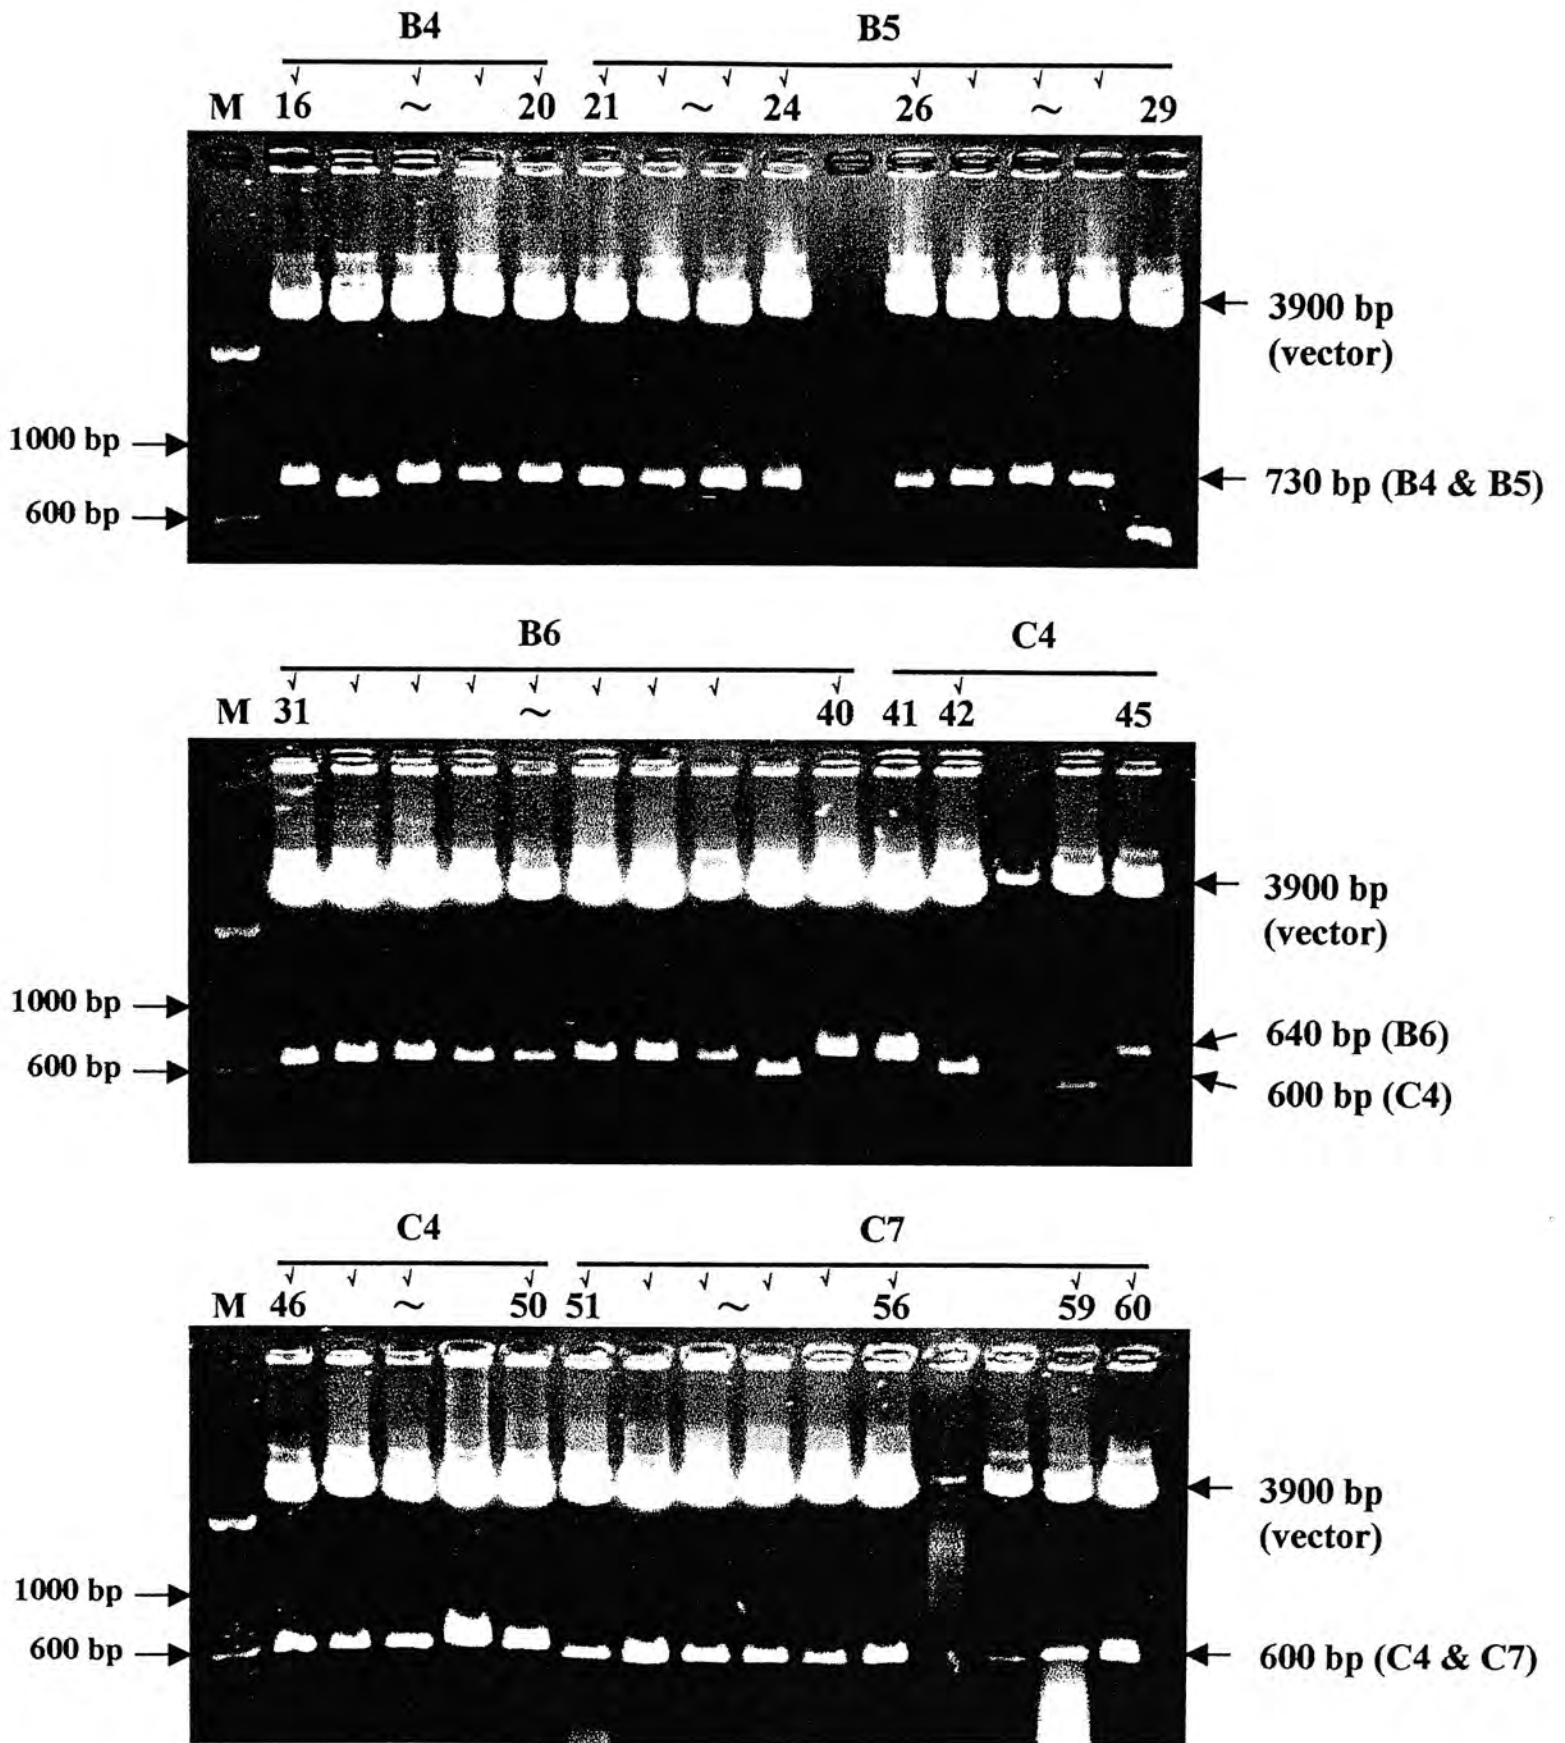 B4 B5
√ √ √ √ √ √ √ √ √ √ √ √
M 16 ~ 20 21 ~ 24 26 ~ 29
3900 bp
(vector)
1000 bp
730 bp (B4 & B5)
600 bp
B6 C4
√ √ √ √ √ √ √ √ √ √
M 31 ~ 40 41 42 45
3900 bp
(vector)
1000 bp
640 bp (B6)
600 bp
600 bp (C4)
C4 C7
√ √ √ √ √ √ √ √ √ √ √ √
M 46 ~ 50 51 ~ 56 59 60
3900 bp
(vector)
1000 bp
600 bp
600 bp (C4 & C7)